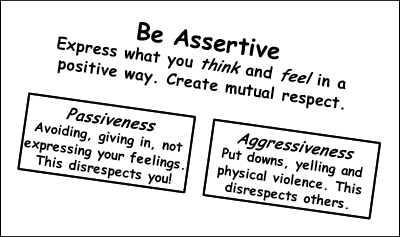 Be Assertive
Express what you think and feel in a
positive way. Create mutual respect.
Passiveness
Avoiding, giving in, not
expressing your feelings.
This disrespects you!
Aggressiveness
Put downs, yelling and
physical violence. This
disrespects others.